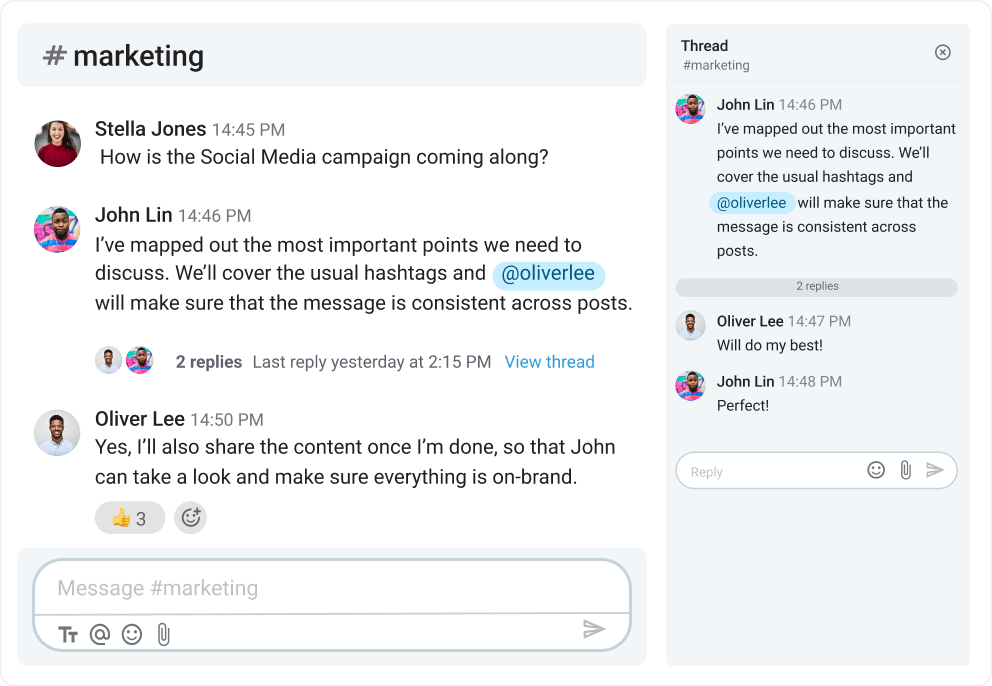 # marketing
Stella Jones 14:45 PM
How is the Social Media campaign coming along?
John Lin 14:46 PM
I’ve mapped out the most important points we need to
discuss. We’ll cover the usual hashtags and @oliverlee
will make sure that the message is consistent across posts.
2 replies Last reply yesterday at 2:15 PM View thread
Oliver Lee 14:50 PM
Yes, I’ll also share the content once I’m done, so that John
can take a look and make sure everything is on-brand.
👍 3
Message #marketing
Tт @
Thread
#marketing
John Lin 14:46 PM
I’ve mapped out the most important
points we need to discuss. We’ll
cover the usual hashtags and
@oliverlee will make sure that the
message is consistent across
posts.
2 replies
Oliver Lee 14:47 PM
Will do my best!
John Lin 14:48 PM
Perfect!
Reply